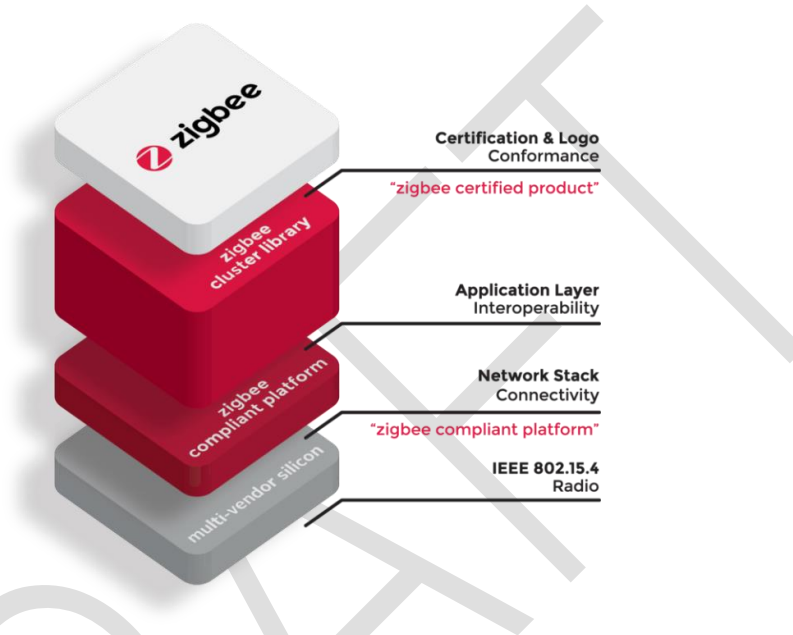 zigbee
Certification & Logo
Conformance
"zigbee certified product"
zigbee
cluster library
Application Layer
Interoperability
zigbee
compliant platform
Network Stack
Connectivity
"zigbee compliant platform"
multi-vendor silicon
IEEE 802.15.4
Radio
DRAFT